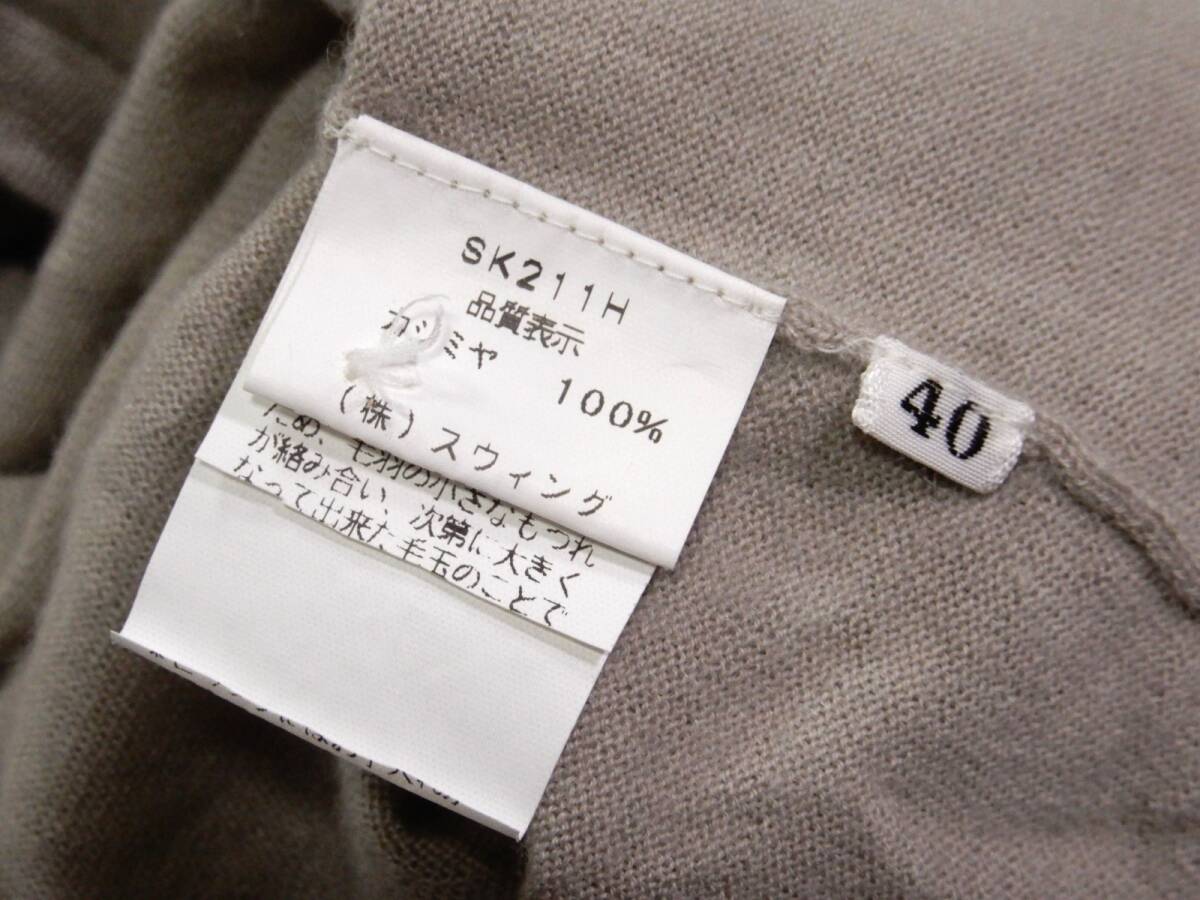 SK211H
品質表示
カシミヤ 100%
(株)スウィング
ため、毛羽の小さなもつれ
が絡み合い、次第に大きく
なって出来た毛玉のことで
40